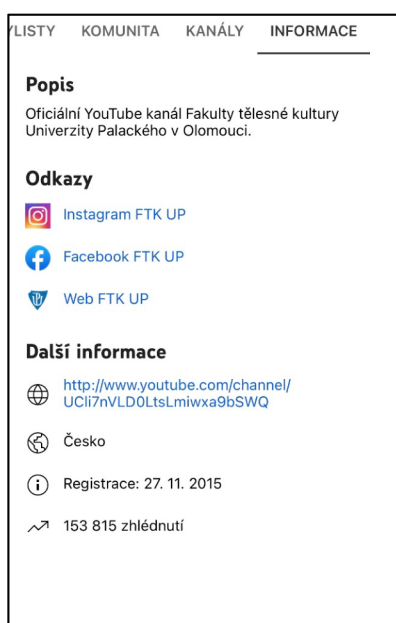 YLISTY KOMUNITA KANÁLY INFORMACE
Popis
Oficiální YouTube kanál Fakulty tělesné kultury
Univerzity Palackého v Olomouci.
Odkazy
Instagram FTK UP
Facebook FTK UP
Web FTK UP
Další informace
http://www.youtube.com/channel/
UCli7nVLD0LtsLmiwxa9bSWQ
Česko
Registrace: 27. 11. 2015
153 815 zhlédnutí